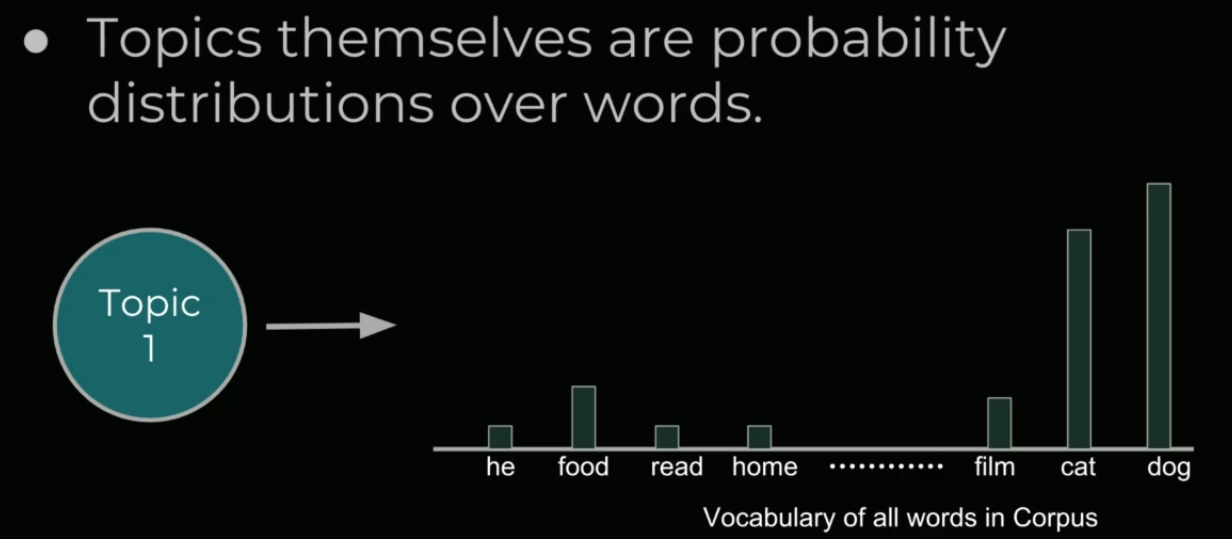 ● Topics themselves are probability
distributions over words.
Topic
1
he food read home ············ film cat dog
Vocabulary of all words in Corpus